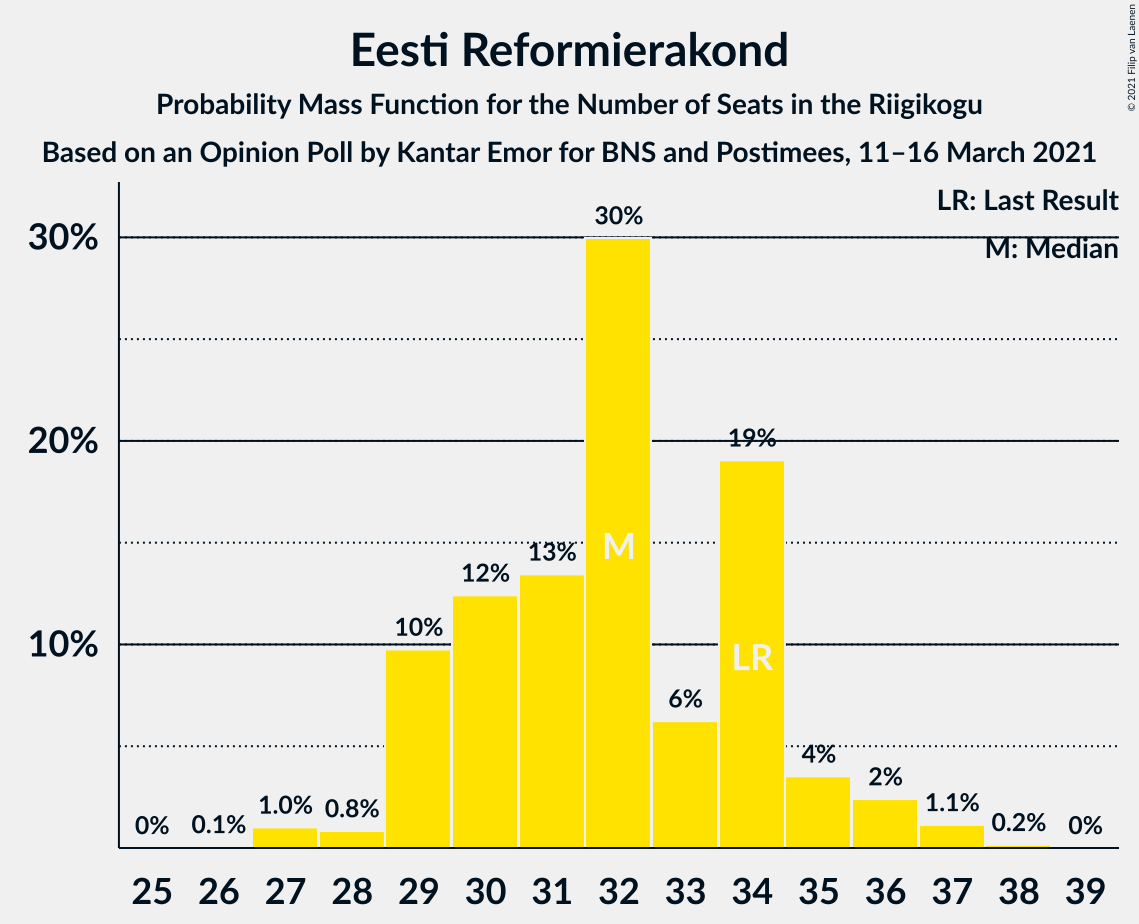 Eesti Reformierakond
Probability Mass Function for the Number of Seats in the Riigikogu
Based on an Opinion Poll by Kantar Emor for BNS and Postimees, 11–16 March 2021
© 2021 Filip van Laenen
LR: Last Result
M: Median
30%
20%
10%
0%
0.1%
1.0%
0.8%
10%
12%
13%
30%
6%
19%
4%
2%
1.1%
0.2%
0%
M
LR
25 26 27 28 29 30 31 32 33 34 35 36 37 38 39